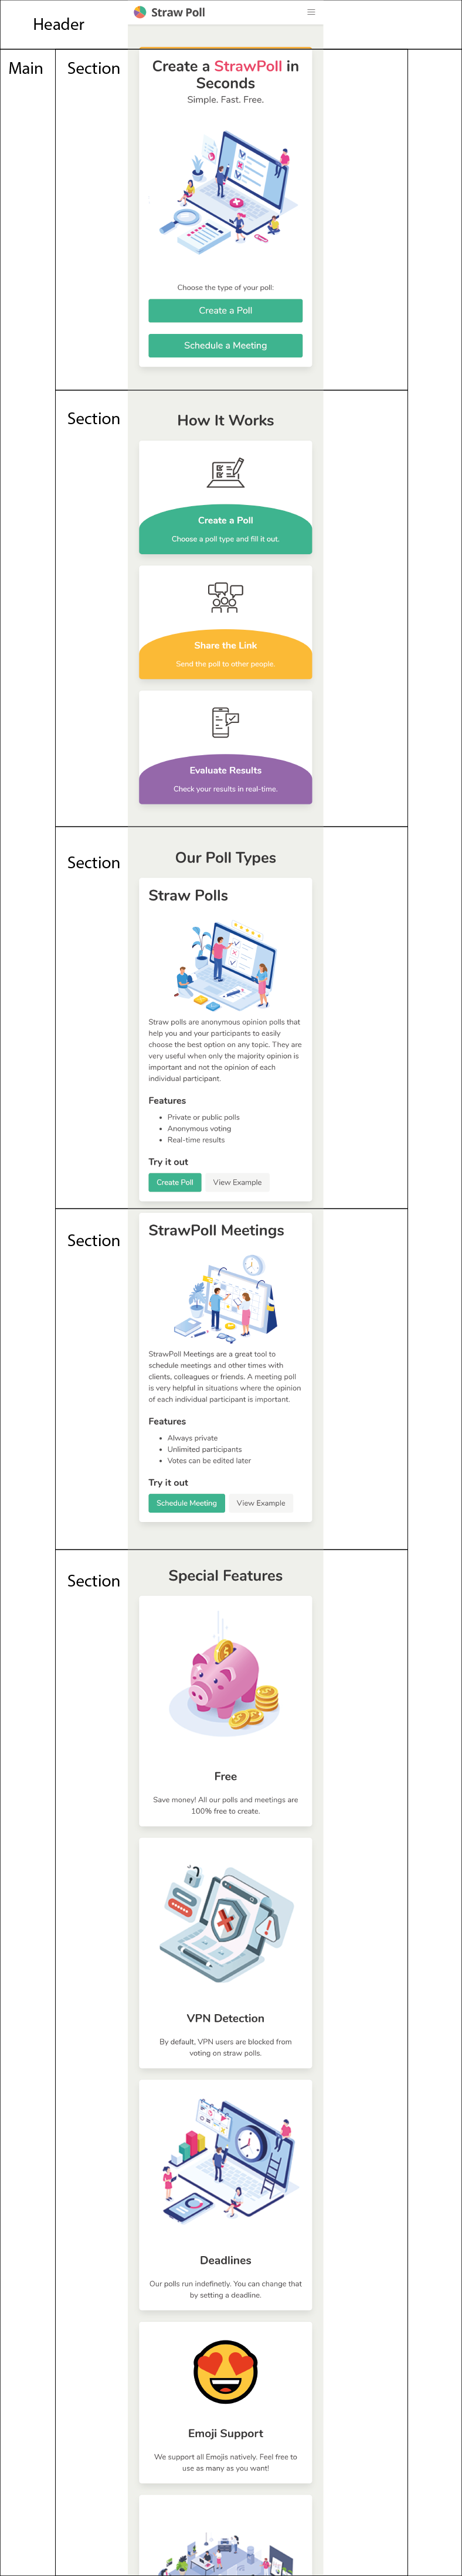 Header
Straw Poll
Main
Section
Create a StrawPoll in
Seconds
Simple. Fast. Free.
Choose the type of your poll:
Create a Poll
Schedule a Meeting
Section
How It Works
Create a Poll
Choose a poll type and fill it out.
Share the Link
Send the poll to other people.
Evaluate Results
Check your results in real-time.
Section
Our Poll Types
Straw Polls
Straw polls are anonymous opinion polls that
help you and your participants to easily
choose the best option on any topic. They are
very useful when only the majority opinion is
important and not the opinion of each
individual participant.
Features
• Private or public polls
• Anonymous voting
• Real-time results
Try it out
Create Poll View Example
Section
StrawPoll Meetings
StrawPoll Meetings are a great tool to
schedule meetings and other times with
clients, colleagues or friends. A meeting poll
is very helpful in situations where the opinion
of each individual participant is important.
Features
• Always private
• Unlimited participants
• Votes can be edited later
Try it out
Schedule Meeting View Example
Section
Special Features
Free
Save money! All our polls and meetings are
100% free to create.
VPN Detection
By default, VPN users are blocked from
voting on straw polls.
Deadlines
Our polls run indefinetly. You can change that
by setting a deadline.
Emoji Support
We support all Emojis natively. Feel free to
use as many as you want!